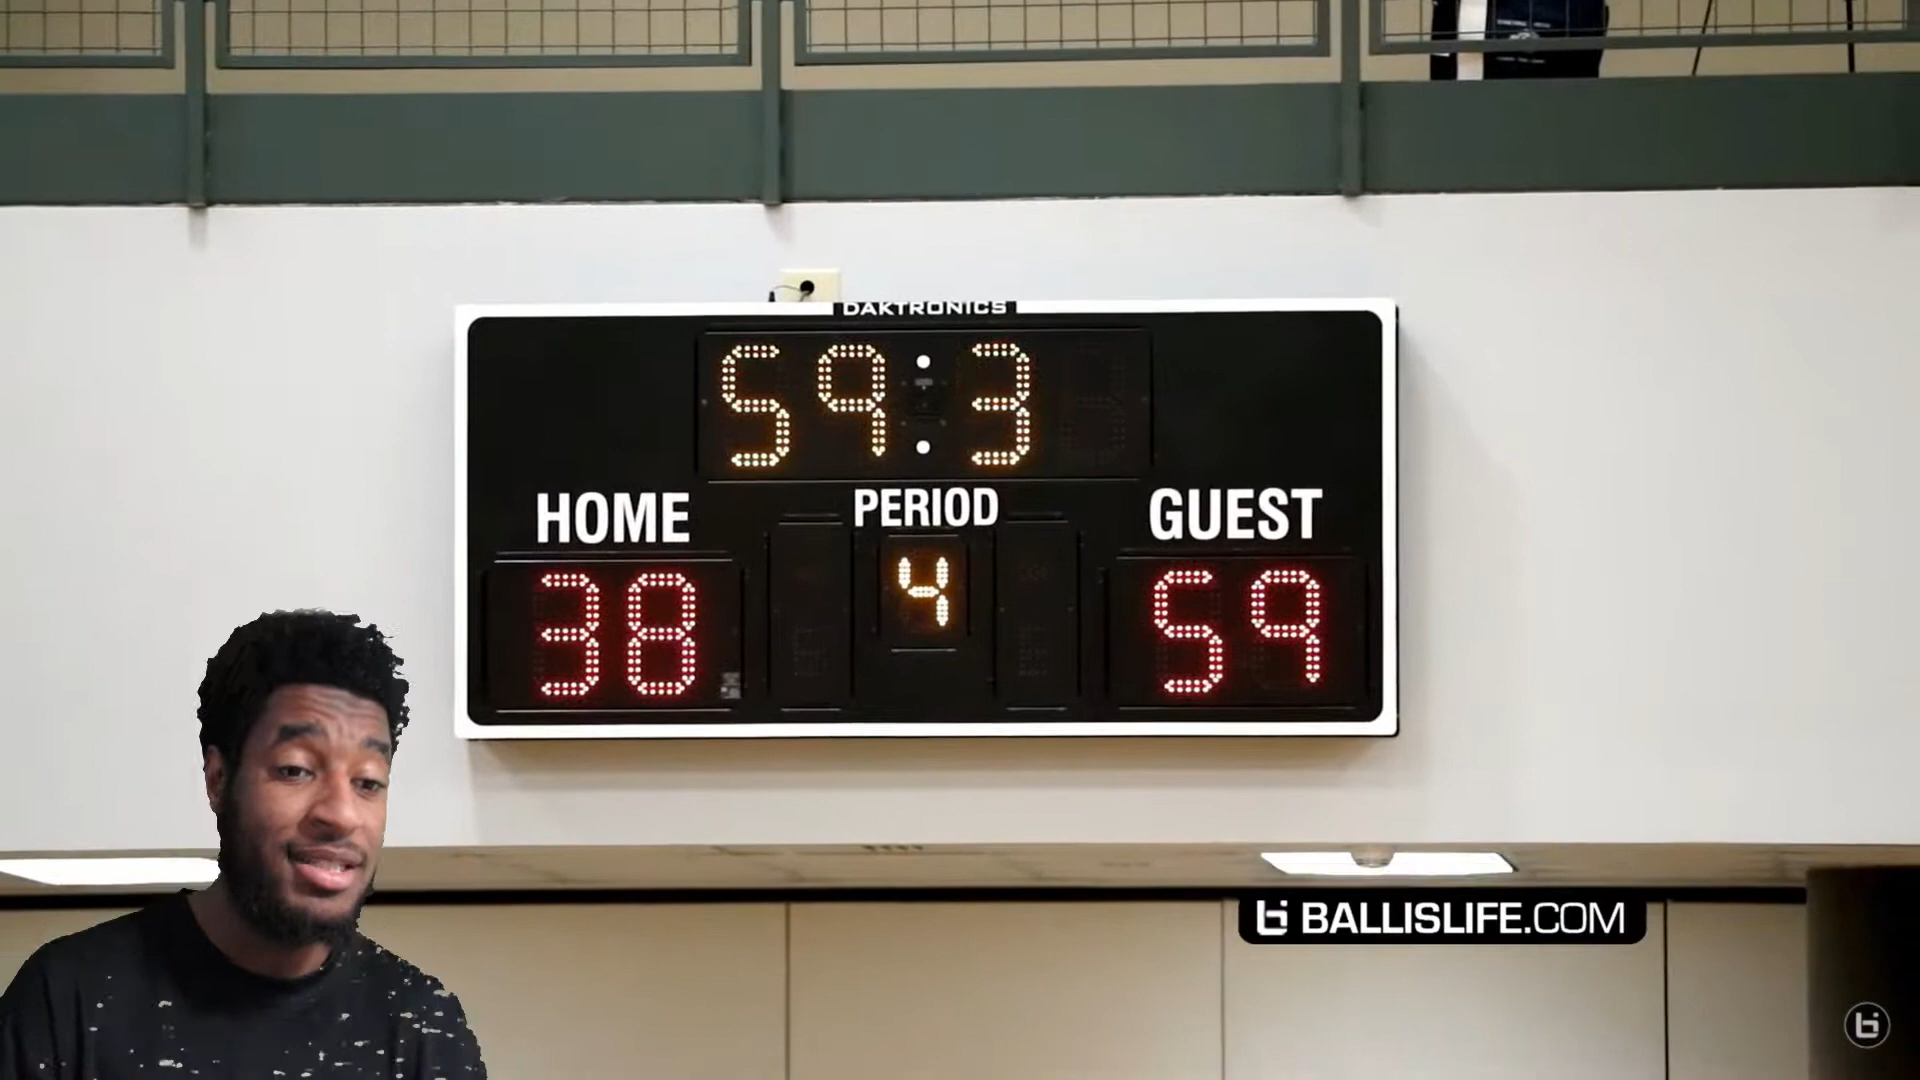 DAKTRONICS
59:3
HOME PERIOD GUEST
38 4 59
BALLISLIFE.COM